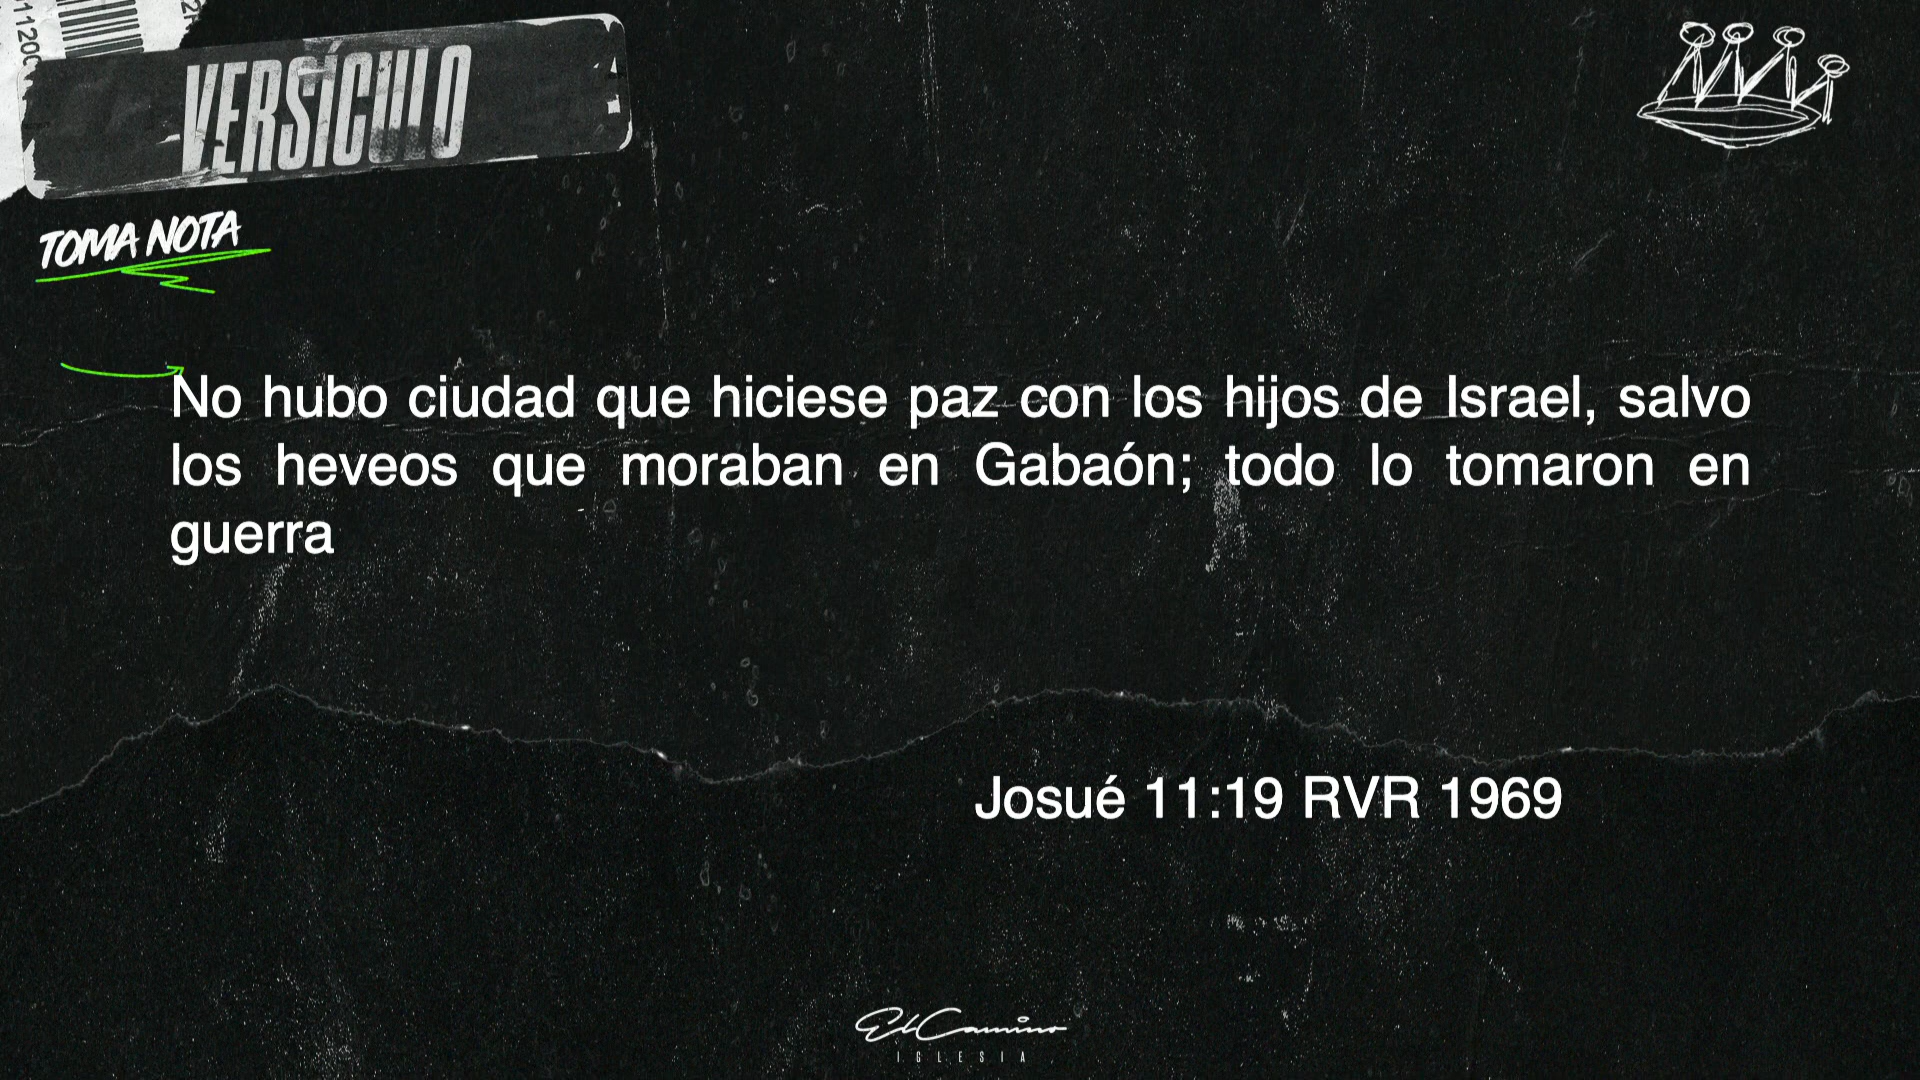 VERSÍCULO
TOMA NOTA
No hubo ciudad que hiciese paz con los hijos de Israel, salvo
los heveos que moraban en Gabaón; todo lo tomaron en
guerra
Josué 11:19 RVR 1969
El Camino
IGLESIA